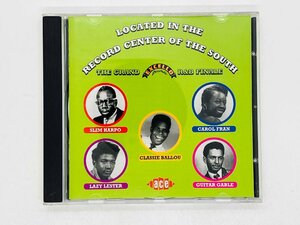 LOCATED IN THE
RECORD CENTER OF THE SOUTH
THE GRAND EXCELLO R&B FINALE
SLIM HARPO
CAROL FRAN
CLASSIE BALLOU
LAZY LESTER
GUITAR GABLE
ace